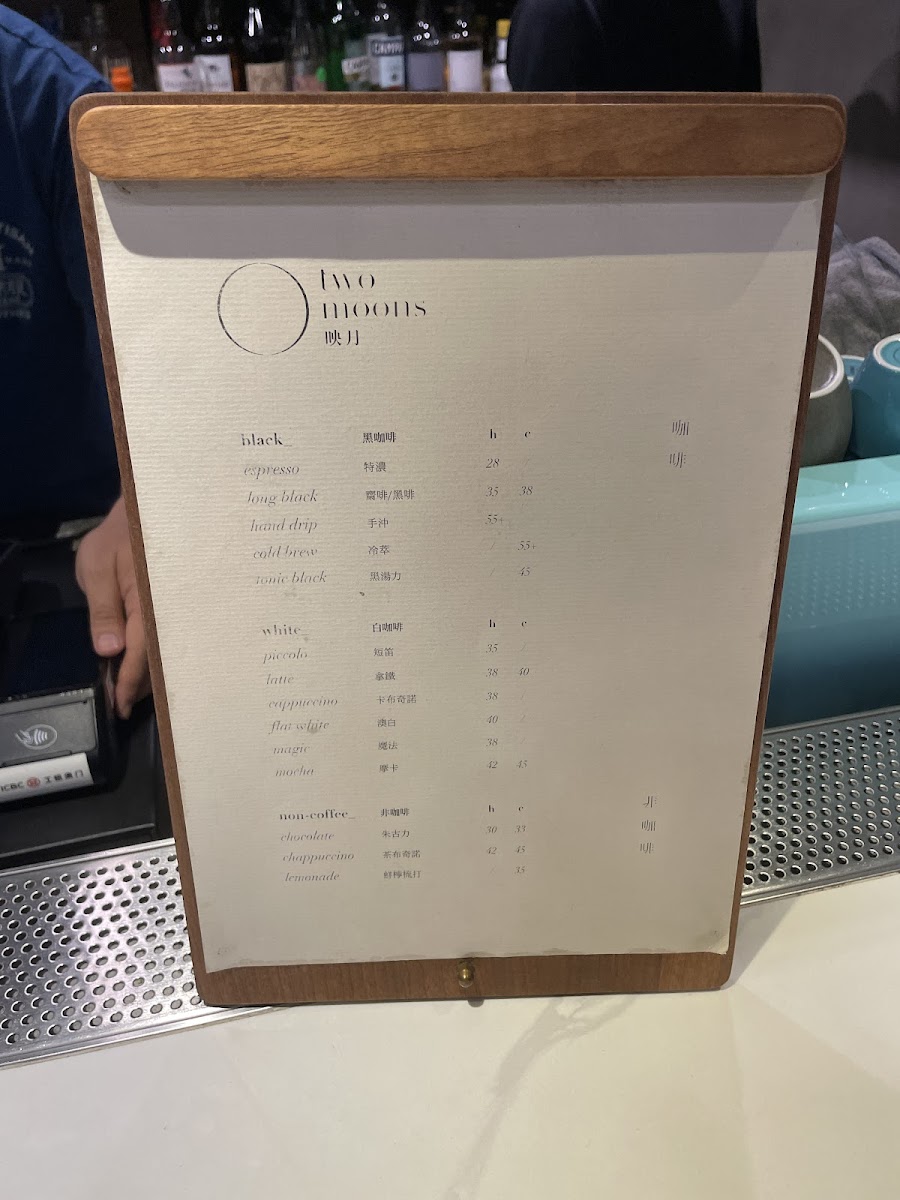 two
moons
映月
black_ 黑咖啡 h c
espresso 特濃 28 /
long black 齋啡/黑啡 35 38
hand drip 手沖 55+
cold brew 冷萃 / 55+
tonic black 黑湯力 / 45
咖啡
white_ 白咖啡 h c
piccolo 短笛 35 /
latte 拿鐵 38 40
cappuccino 卡布奇諾 38 /
flat white 澳白 40 /
magic 魔法 38 /
mocha 摩卡 42 45
non-coffee_ 非咖啡 h c
chocolate 朱古力 30 33
chappuccino 茶布奇諾 42 45
lemonade 鮮檸梳打 / 35
非咖啡
ICBC 工銀澳门